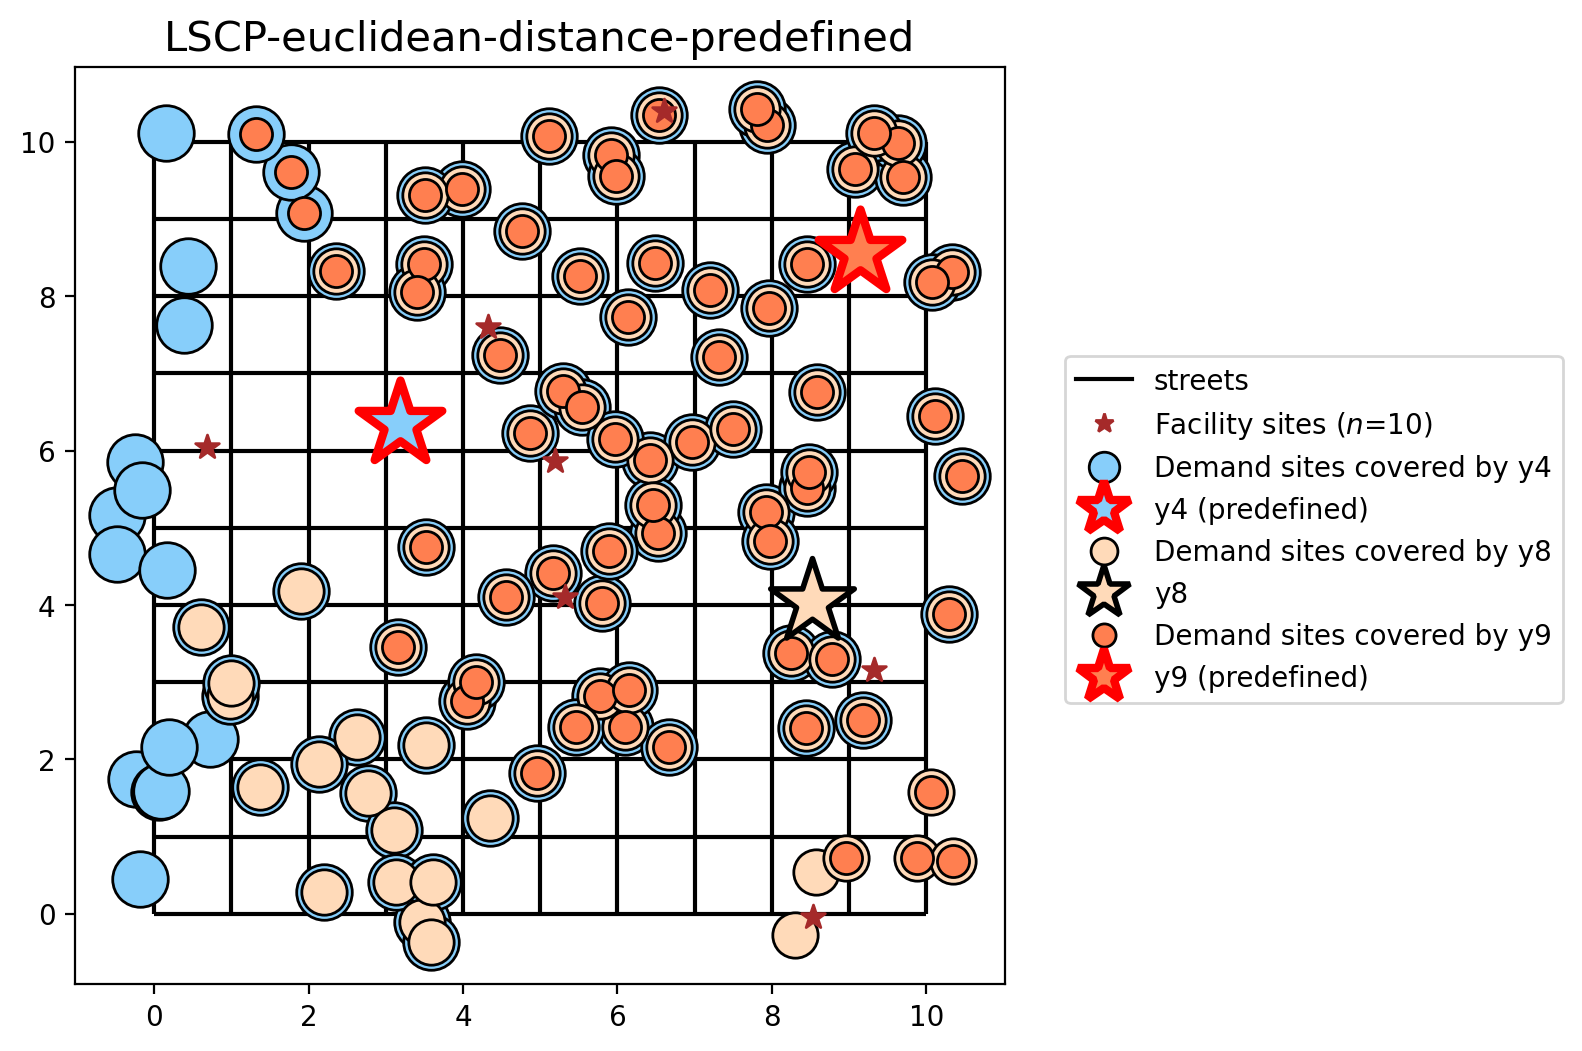 LSCP-euclidean-distance-predefined
10
8
6
4
2
0
0 2 4 6 8 10
streets
Facility sites (n=10)
Demand sites covered by y4
y4 (predefined)
Demand sites covered by y8
y8
Demand sites covered by y9
y9 (predefined)